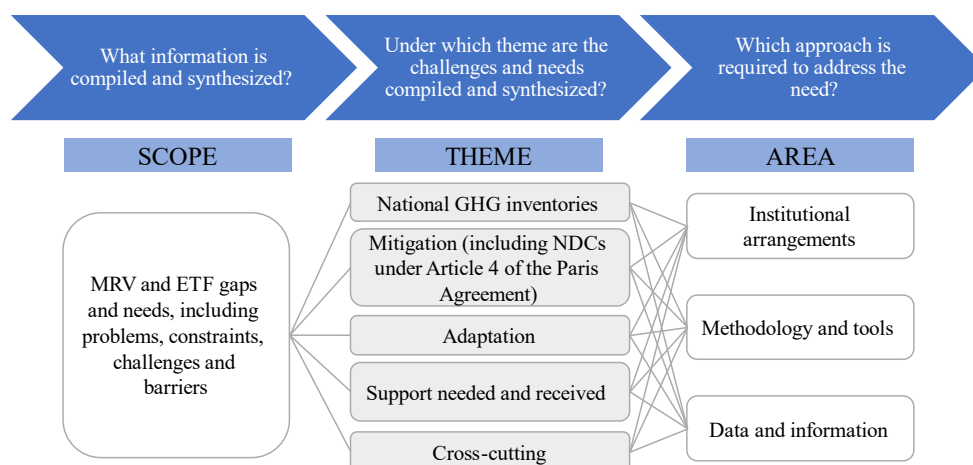 What information is
compiled and synthesized?
Under which theme are the
challenges and needs
compiled and synthesized?
Which approach is
required to address the
need?
SCOPE
THEME
AREA
MRV and ETF gaps
and needs, including
problems, constraints,
challenges and
barriers
National GHG inventories
Mitigation (including NDCs
under Article 4 of the Paris
Agreement)
Adaptation
Support needed and received
Cross-cutting
Institutional
arrangements
Methodology and tools
Data and information